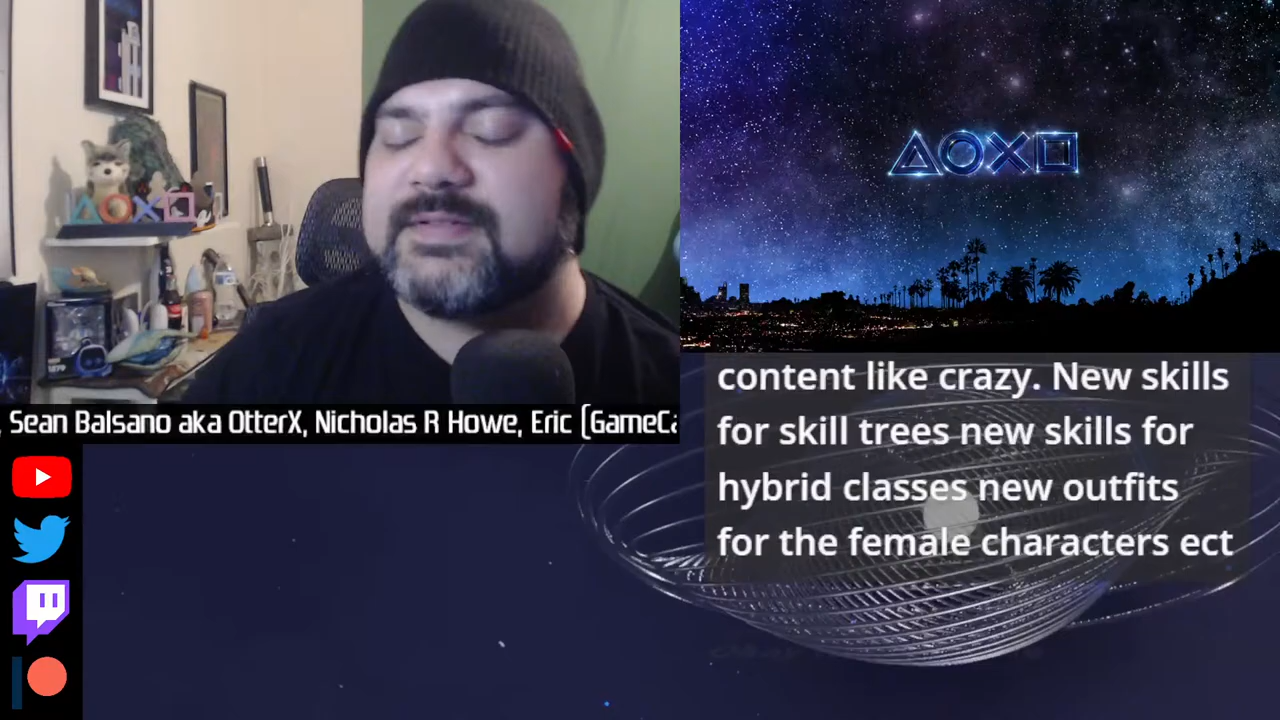 , Sean Balsano aka OtterX, Nicholas R Howe, Eric (GameCa
content like crazy. New skills
for skill trees new skills for
hybrid classes new outfits
for the female characters ect